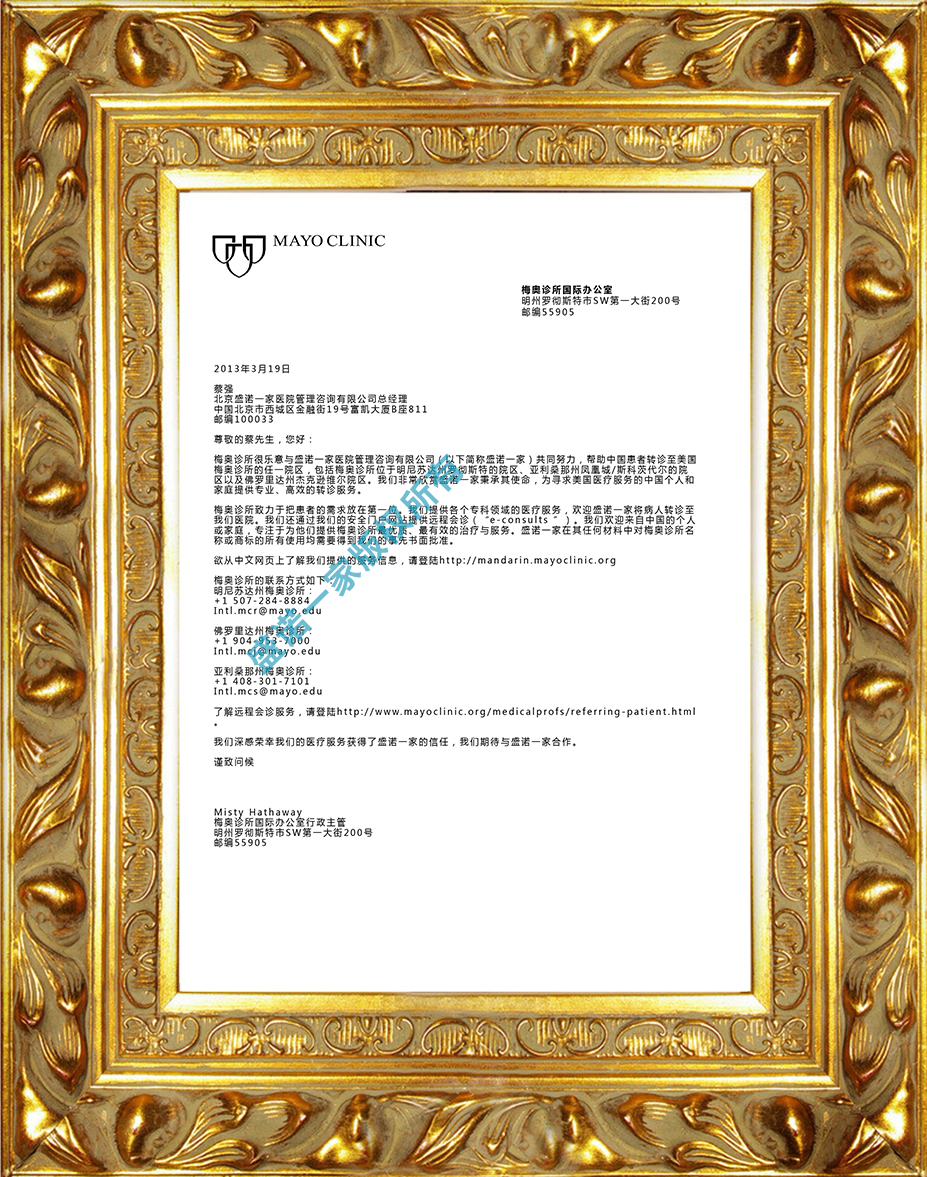 MAYO CLINIC
梅奥诊所国际办公室
明州罗彻斯特市SW第一大街200号
邮编55905
2013年3月19日
蔡强
北京盛诺一家医院管理咨询有限公司总经理
中国北京市西城区金融街19号富凯大厦B座811
邮编100033
尊敬的蔡先生，您好：
梅奥诊所很乐意与盛诺一家医院管理咨询有限公司（以下简称盛诺一家）共同努力，帮助中国患者转诊至美国
梅奥诊所的任一院区，包括梅奥诊所位于明尼苏达州罗彻斯特的院区、亚利桑那州凤凰城/斯科茨代尔的院
区以及佛罗里达州杰克逊维尔院区。我们非常欣赏盛诺一家秉承其使命，为寻求美国医疗服务的中国个人和
家庭提供专业、高效的转诊服务。
梅奥诊所致力于把患者的需求放在第一位。我们提供各个专科领域的医疗服务，欢迎盛诺一家将病人转诊至
我们医院。我们还通过我们的安全门户网站提供远程会诊（“e-consults ”）。我们欢迎来自中国的个人
或家庭，专注于为他们提供梅奥诊所最优质、最有效的治疗与服务。盛诺一家在其任何材料中对梅奥诊所名
称或商标的所有使用均需要得到我们的事先书面批准。
欲从中文网页上了解我们提供的服务信息，请登陆http://mandarin.mayoclinic.org
梅奥诊所的联系方式如下：
明尼苏达州梅奥诊所：
+1 507-284-8884
Intl.mcr@mayo.edu
佛罗里达州梅奥诊所：
+1 904-953-7000
Intl.mcj@mayo.edu
亚利桑那州梅奥诊所：
+1 408-301-7101
Intl.mcs@mayo.edu
了解远程会诊服务，请登陆http://www.mayoclinic.org/medicalprofs/referring-patient.html
。
我们深感荣幸我们的医疗服务获得了盛诺一家的信任，我们期待与盛诺一家合作。
谨致问候
Misty Hathaway
梅奥诊所国际办公室行政主管
明州罗彻斯特市SW第一大街200号
邮编55905
盛诺一家版权所有